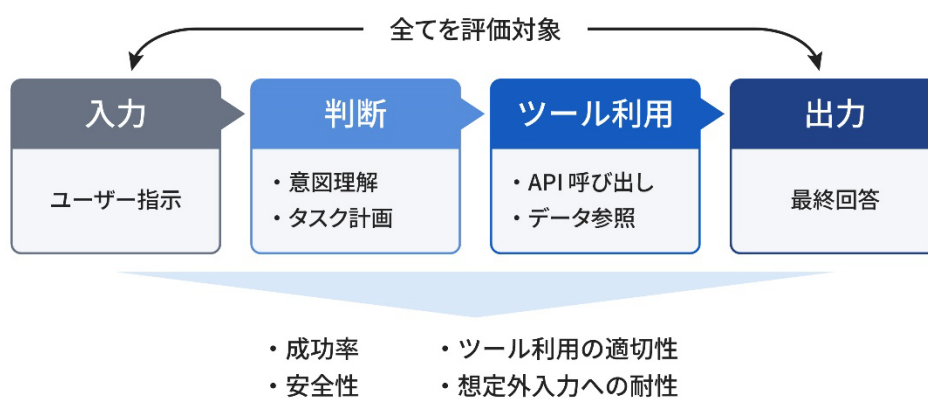 全てを評価対象
入力
ユーザー指示
判断
・意図理解
・タスク計画
ツール利用
・API 呼び出し
・データ参照
出力
最終回答
・成功率
・安全性
・ツール利用の適切性
・想定外入力への耐性